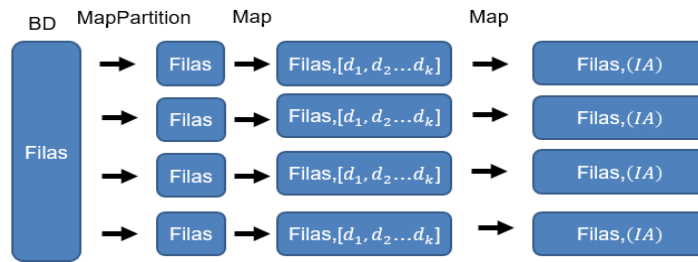 BD MapPartition Map Map
Filas
Filas Filas,[d₁, d₂ … dₖ] Filas,(IA)
Filas Filas,[d₁, d₂ … dₖ] Filas,(IA)
Filas Filas,[d₁, d₂ … dₖ] Filas,(IA)
Filas Filas,[d₁, d₂ … dₖ] Filas,(IA)